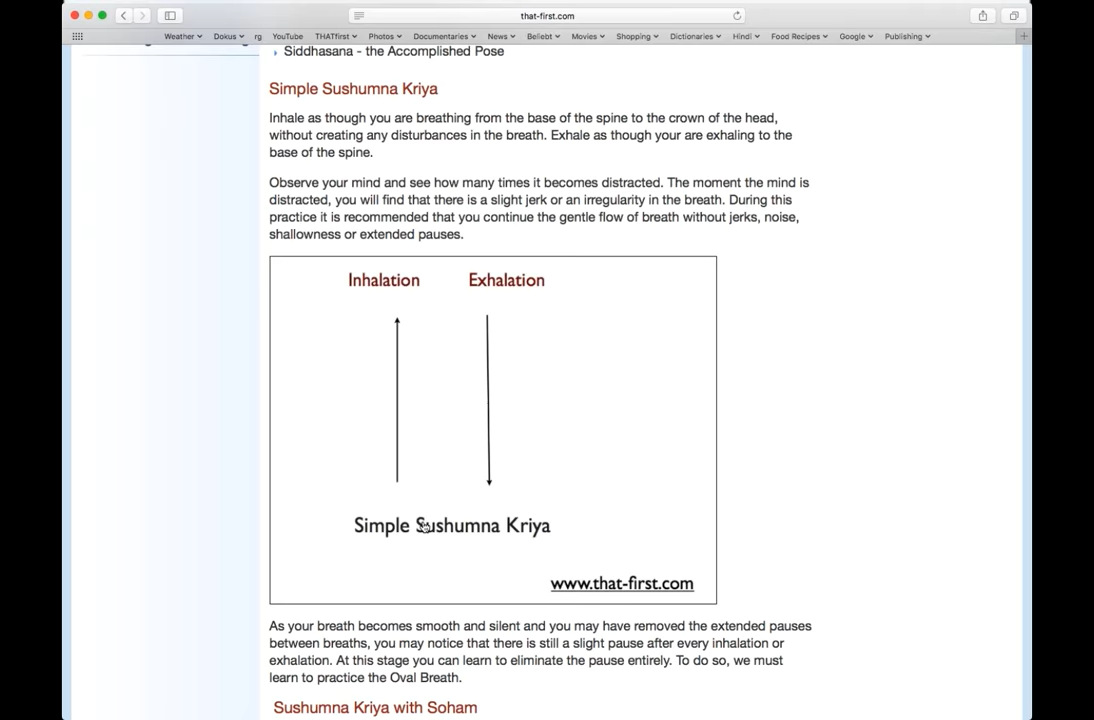 that-first.com
Weather Dokus rg YouTube THATfirst Photos Documentaries News Beliebt Movies Shopping Dictionaries Hindi Food Recipes Google Publishing
Siddhasana - the Accomplished Pose
Simple Sushumna Kriya
Inhale as though you are breathing from the base of the spine to the crown of the head,
without creating any disturbances in the breath. Exhale as though your are exhaling to the
base of the spine.
Observe your mind and see how many times it becomes distracted. The moment the mind is
distracted, you will find that there is a slight jerk or an irregularity in the breath. During this
practice it is recommended that you continue the gentle flow of breath without jerks, noise,
shallowness or extended pauses.
Inhalation Exhalation
Simple Sushumna Kriya
www.that-first.com
As your breath becomes smooth and silent and you may have removed the extended pauses
between breaths, you may notice that there is still a slight pause after every inhalation or
exhalation. At this stage you can learn to eliminate the pause entirely. To do so, we must
learn to practice the Oval Breath.
Sushumna Kriya with Soham